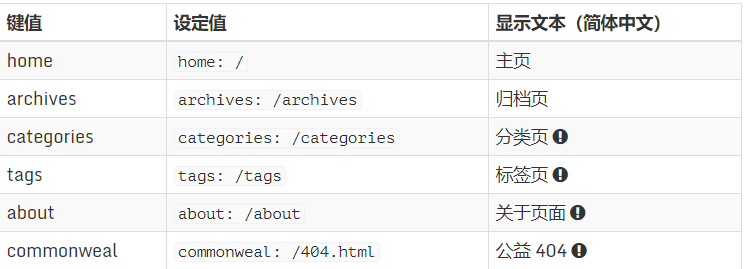 键值 设定值 显示文本（简体中文）
home home: / 主页
archives archives: /archives 归档页
categories categories: /categories 分类页
tags tags: /tags 标签页
about about: /about 关于页面
commonweal commonweal: /404.html 公益 404